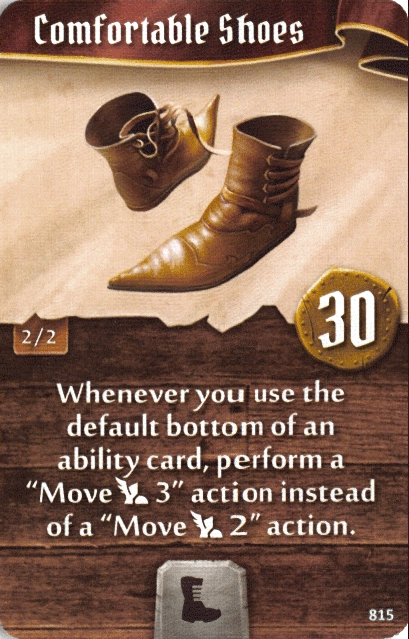 Comfortable Shoes
2/2
30
Whenever you use the
default bottom of an
ability card, perform a
“Move 3” action instead
of a “Move 2” action.
815